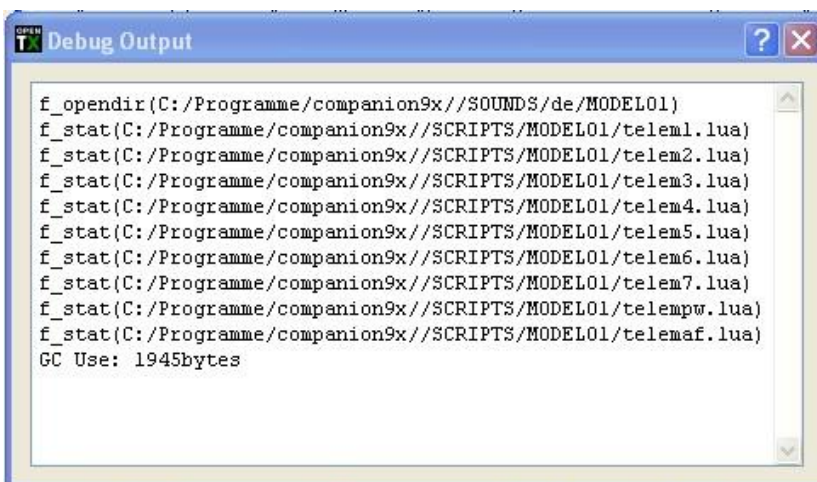 OPEN
TX Debug Output
f_opendir(C:/Programme/companion9x//SOUNDS/de/MODEL01)
f_stat(C:/Programme/companion9x//SCRIPTS/MODEL01/telem1.lua)
f_stat(C:/Programme/companion9x//SCRIPTS/MODEL01/telem2.lua)
f_stat(C:/Programme/companion9x//SCRIPTS/MODEL01/telem3.lua)
f_stat(C:/Programme/companion9x//SCRIPTS/MODEL01/telem4.lua)
f_stat(C:/Programme/companion9x//SCRIPTS/MODEL01/telem5.lua)
f_stat(C:/Programme/companion9x//SCRIPTS/MODEL01/telem6.lua)
f_stat(C:/Programme/companion9x//SCRIPTS/MODEL01/telem7.lua)
f_stat(C:/Programme/companion9x//SCRIPTS/MODEL01/telempw.lua)
f_stat(C:/Programme/companion9x//SCRIPTS/MODEL01/telemaf.lua)
GC Use: 1945bytes